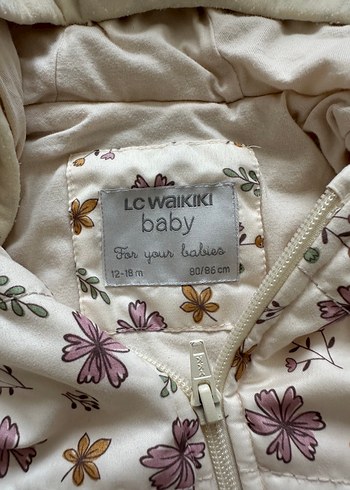 LC WAIKIKI
baby
For your babies
12-18 m 80/86 cm